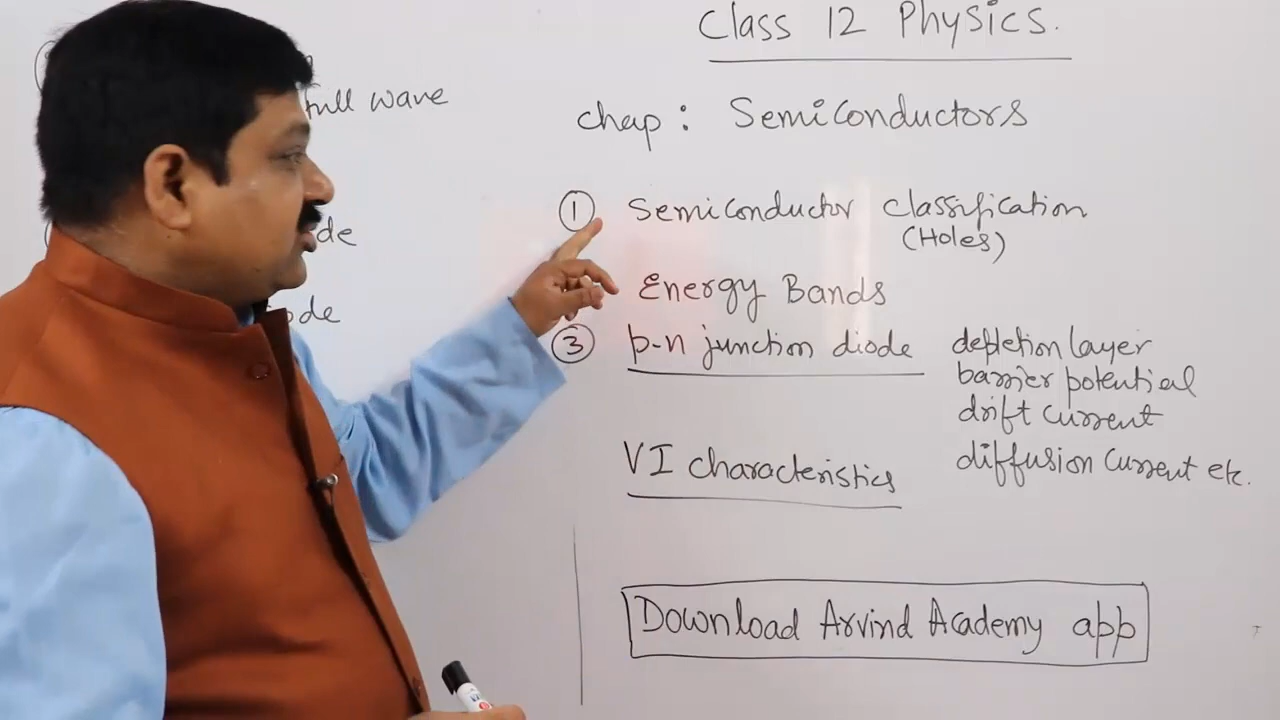 full wave
de
ode
Class 12 Physics.
chap: Semiconductors
1 Semiconductor classification
(Holes)
Energy Bands
3 p-n junction diode depletion layer
barrier potential
drift current
diffusion current etc.
VI characteristics
Download Arvind Academy app